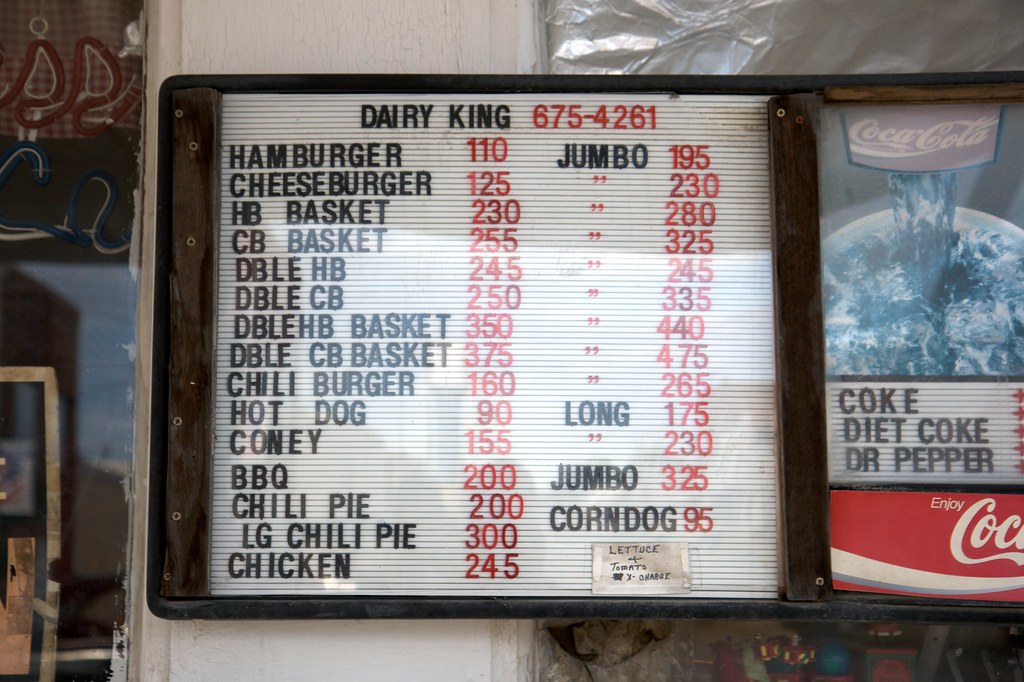 DAIRY KING 675-4261
HAMBURGER 110 JUMBO 195
CHEESEBURGER 125 " 230
HB BASKET 230 " 280
CB BASKET 255 " 325
DBLE HB 245 " 245
DBLE CB 250 " 335
DBLEHB BASKET 350 " 440
DBLE CB BASKET 375 " 475
CHILI BURGER 160 " 265
HOT DOG 90 LONG 175
CONEY 155 " 230
BBQ 200 JUMBO 325
CHILI PIE 200 CORNDOG 95
LG CHILI PIE 300
CHICKEN 245
LETTUCE
+
TOMATO
X-CHARGE
Coca-Cola
COKE
DIET COKE
DR PEPPER
Enjoy
Coc